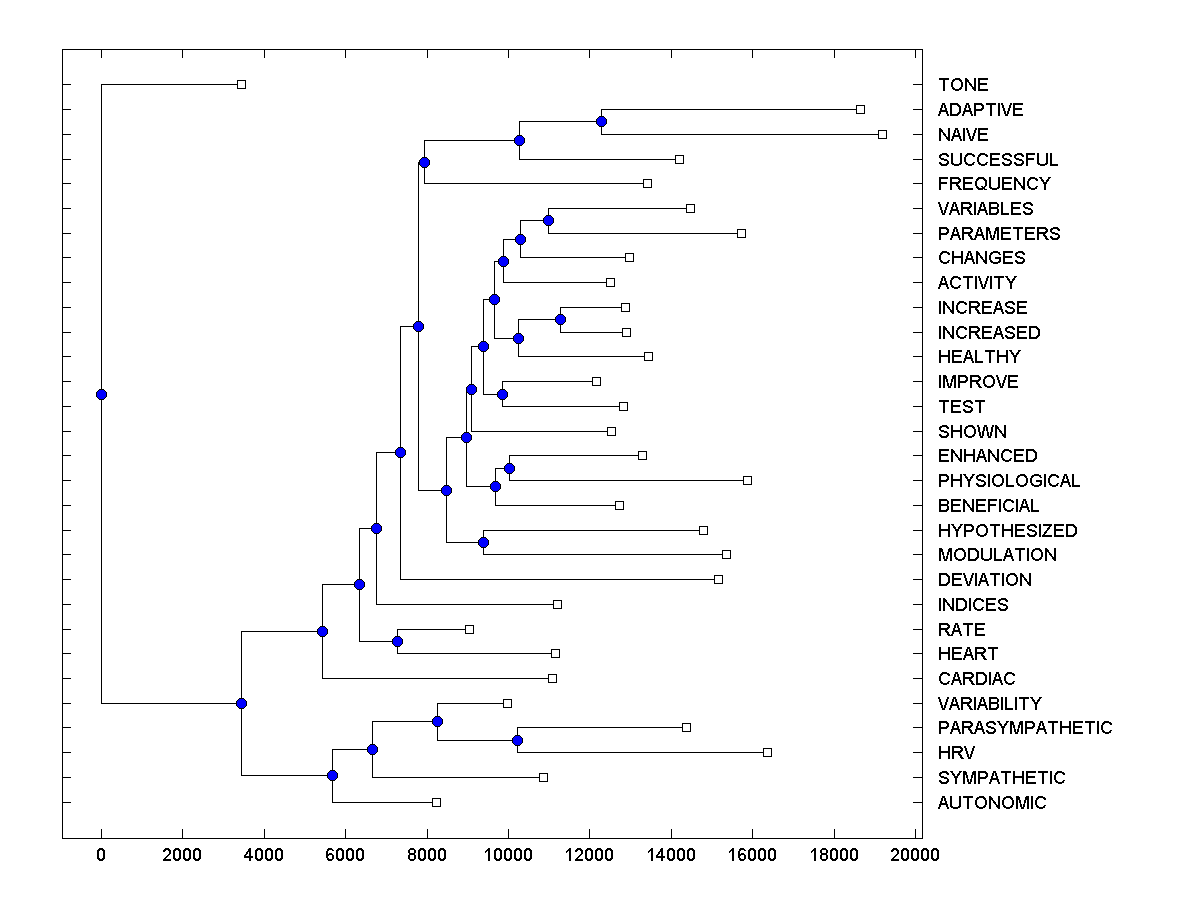 TONE
ADAPTIVE
NAIVE
SUCCESSFUL
FREQUENCY
VARIABLES
PARAMETERS
CHANGES
ACTIVITY
INCREASE
INCREASED
HEALTHY
IMPROVE
TEST
SHOWN
ENHANCED
PHYSIOLOGICAL
BENEFICIAL
HYPOTHESIZED
MODULATION
DEVIATION
INDICES
RATE
HEART
CARDIAC
VARIABILITY
PARASYMPATHETIC
HRV
SYMPATHETIC
AUTONOMIC
0 2000 4000 6000 8000 10000 12000 14000 16000 18000 20000